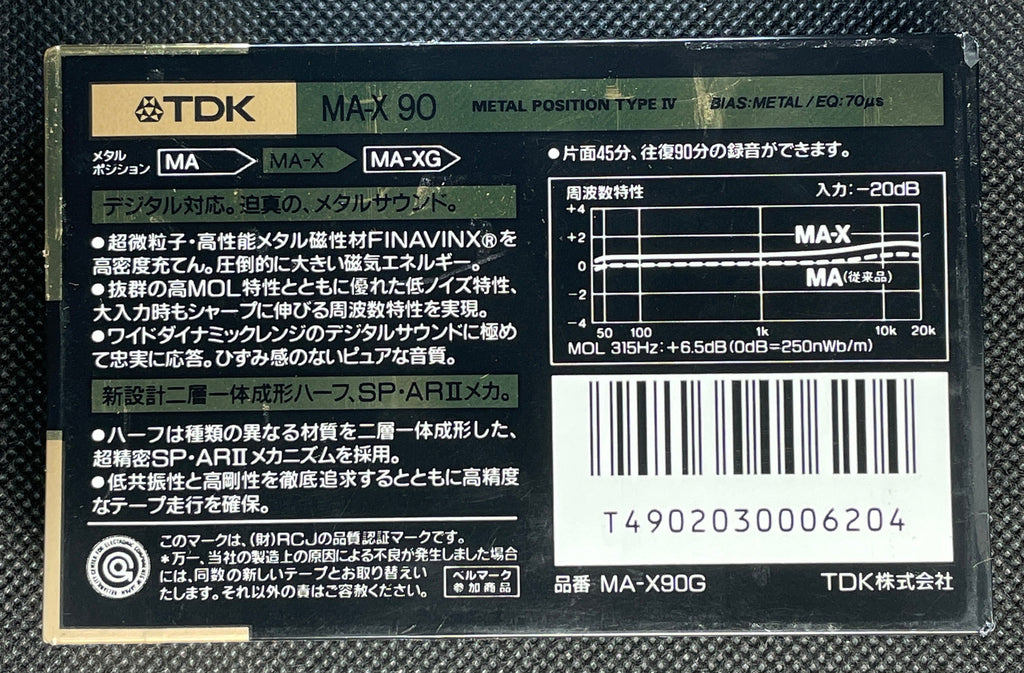 TDK MA-X 90 METAL POSITION TYPE IV BIAS:METAL/EQ:70μs
メタル
ポジション MA MA-X MA-XG
デジタル対応。迫真の、メタルサウンド。
●超微粒子・高性能メタル磁性材FINAVINX®を
高密度充てん。圧倒的に大きい磁気エネルギー。
●抜群の高MOL特性とともに優れた低ノイズ特性、
大入力時もシャープに伸びる周波数特性を実現。
●ワイドダイナミックレンジのデジタルサウンドに極め
て忠実に応答。ひずみ感のないピュアな音質。
新設計二層一体成形ハーフ、SP・ARⅡメカ。
●ハーフは種類の異なる材質を二層一体成形した、
超精密SP・ARⅡメカニズムを採用。
●低共振性と高剛性を徹底追求するとともに高精度
なテープ走行を確保。
このマークは、(財)RCJの品質認証マークです。
*万一、当社の製造上の原因による不良が発生しました場合
には、同数の新しいテープとお取り替えい
たします。それ以外の責はご容赦ください。
ベルマーク
参加商品
●片面45分、往復90分の録音ができます。
周波数特性 入力:-20dB
+4
+2
0
-2
-4
MA-X
MA(従来品)
50 100 1k 10k 20k
MOL 315Hz:+6.5dB(0dB=250nWb/m)
T4902030006204
品番 MA-X90G TDK株式会社